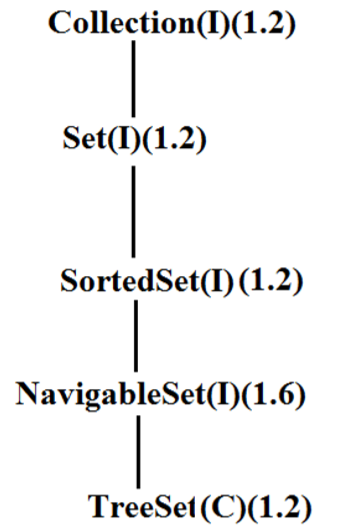 Collection(I)(1.2)
Set(I)(1.2)
SortedSet(I)(1.2)
NavigableSet(I)(1.6)
TreeSet(C)(1.2)